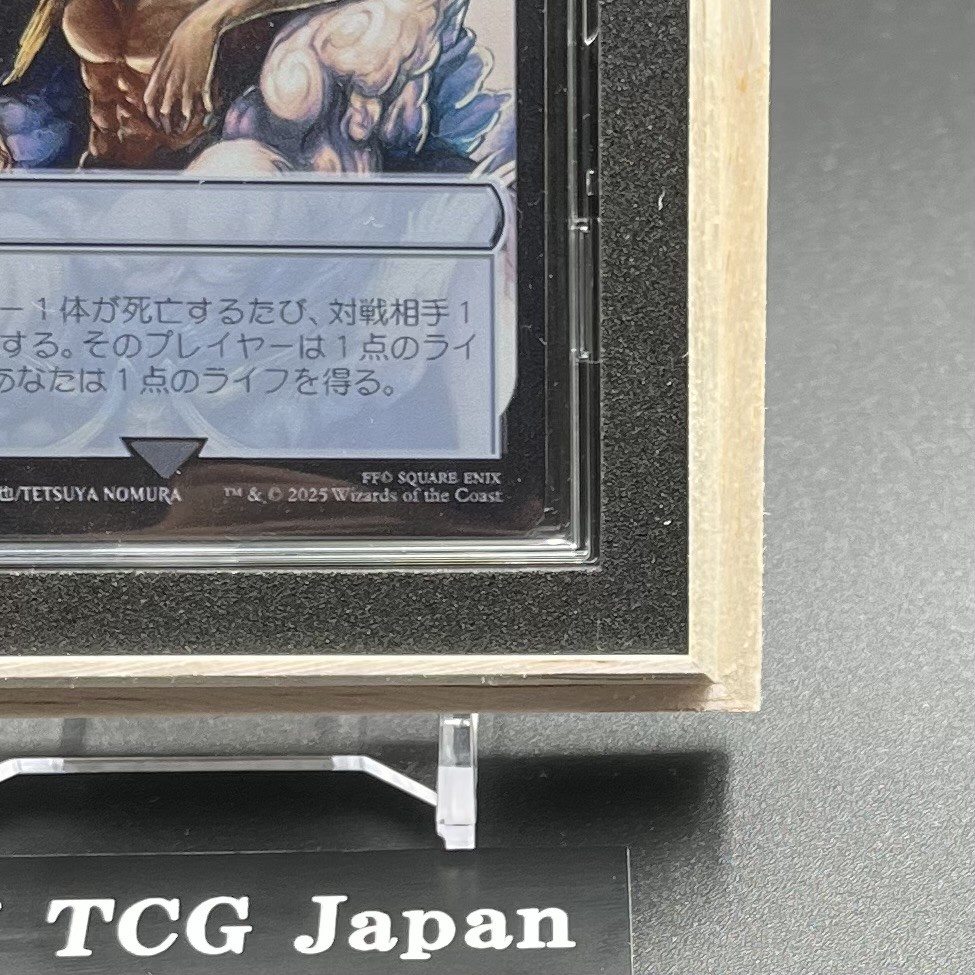 ー1体が死亡するたび、対戦相手1
する。そのプレイヤーは1点のライ
あなたは1点のライフを得る。
FF© SQUARE ENIX
也/TETSUYA NOMURA ™ & © 2025 Wizards of the Coast
TCG Japan